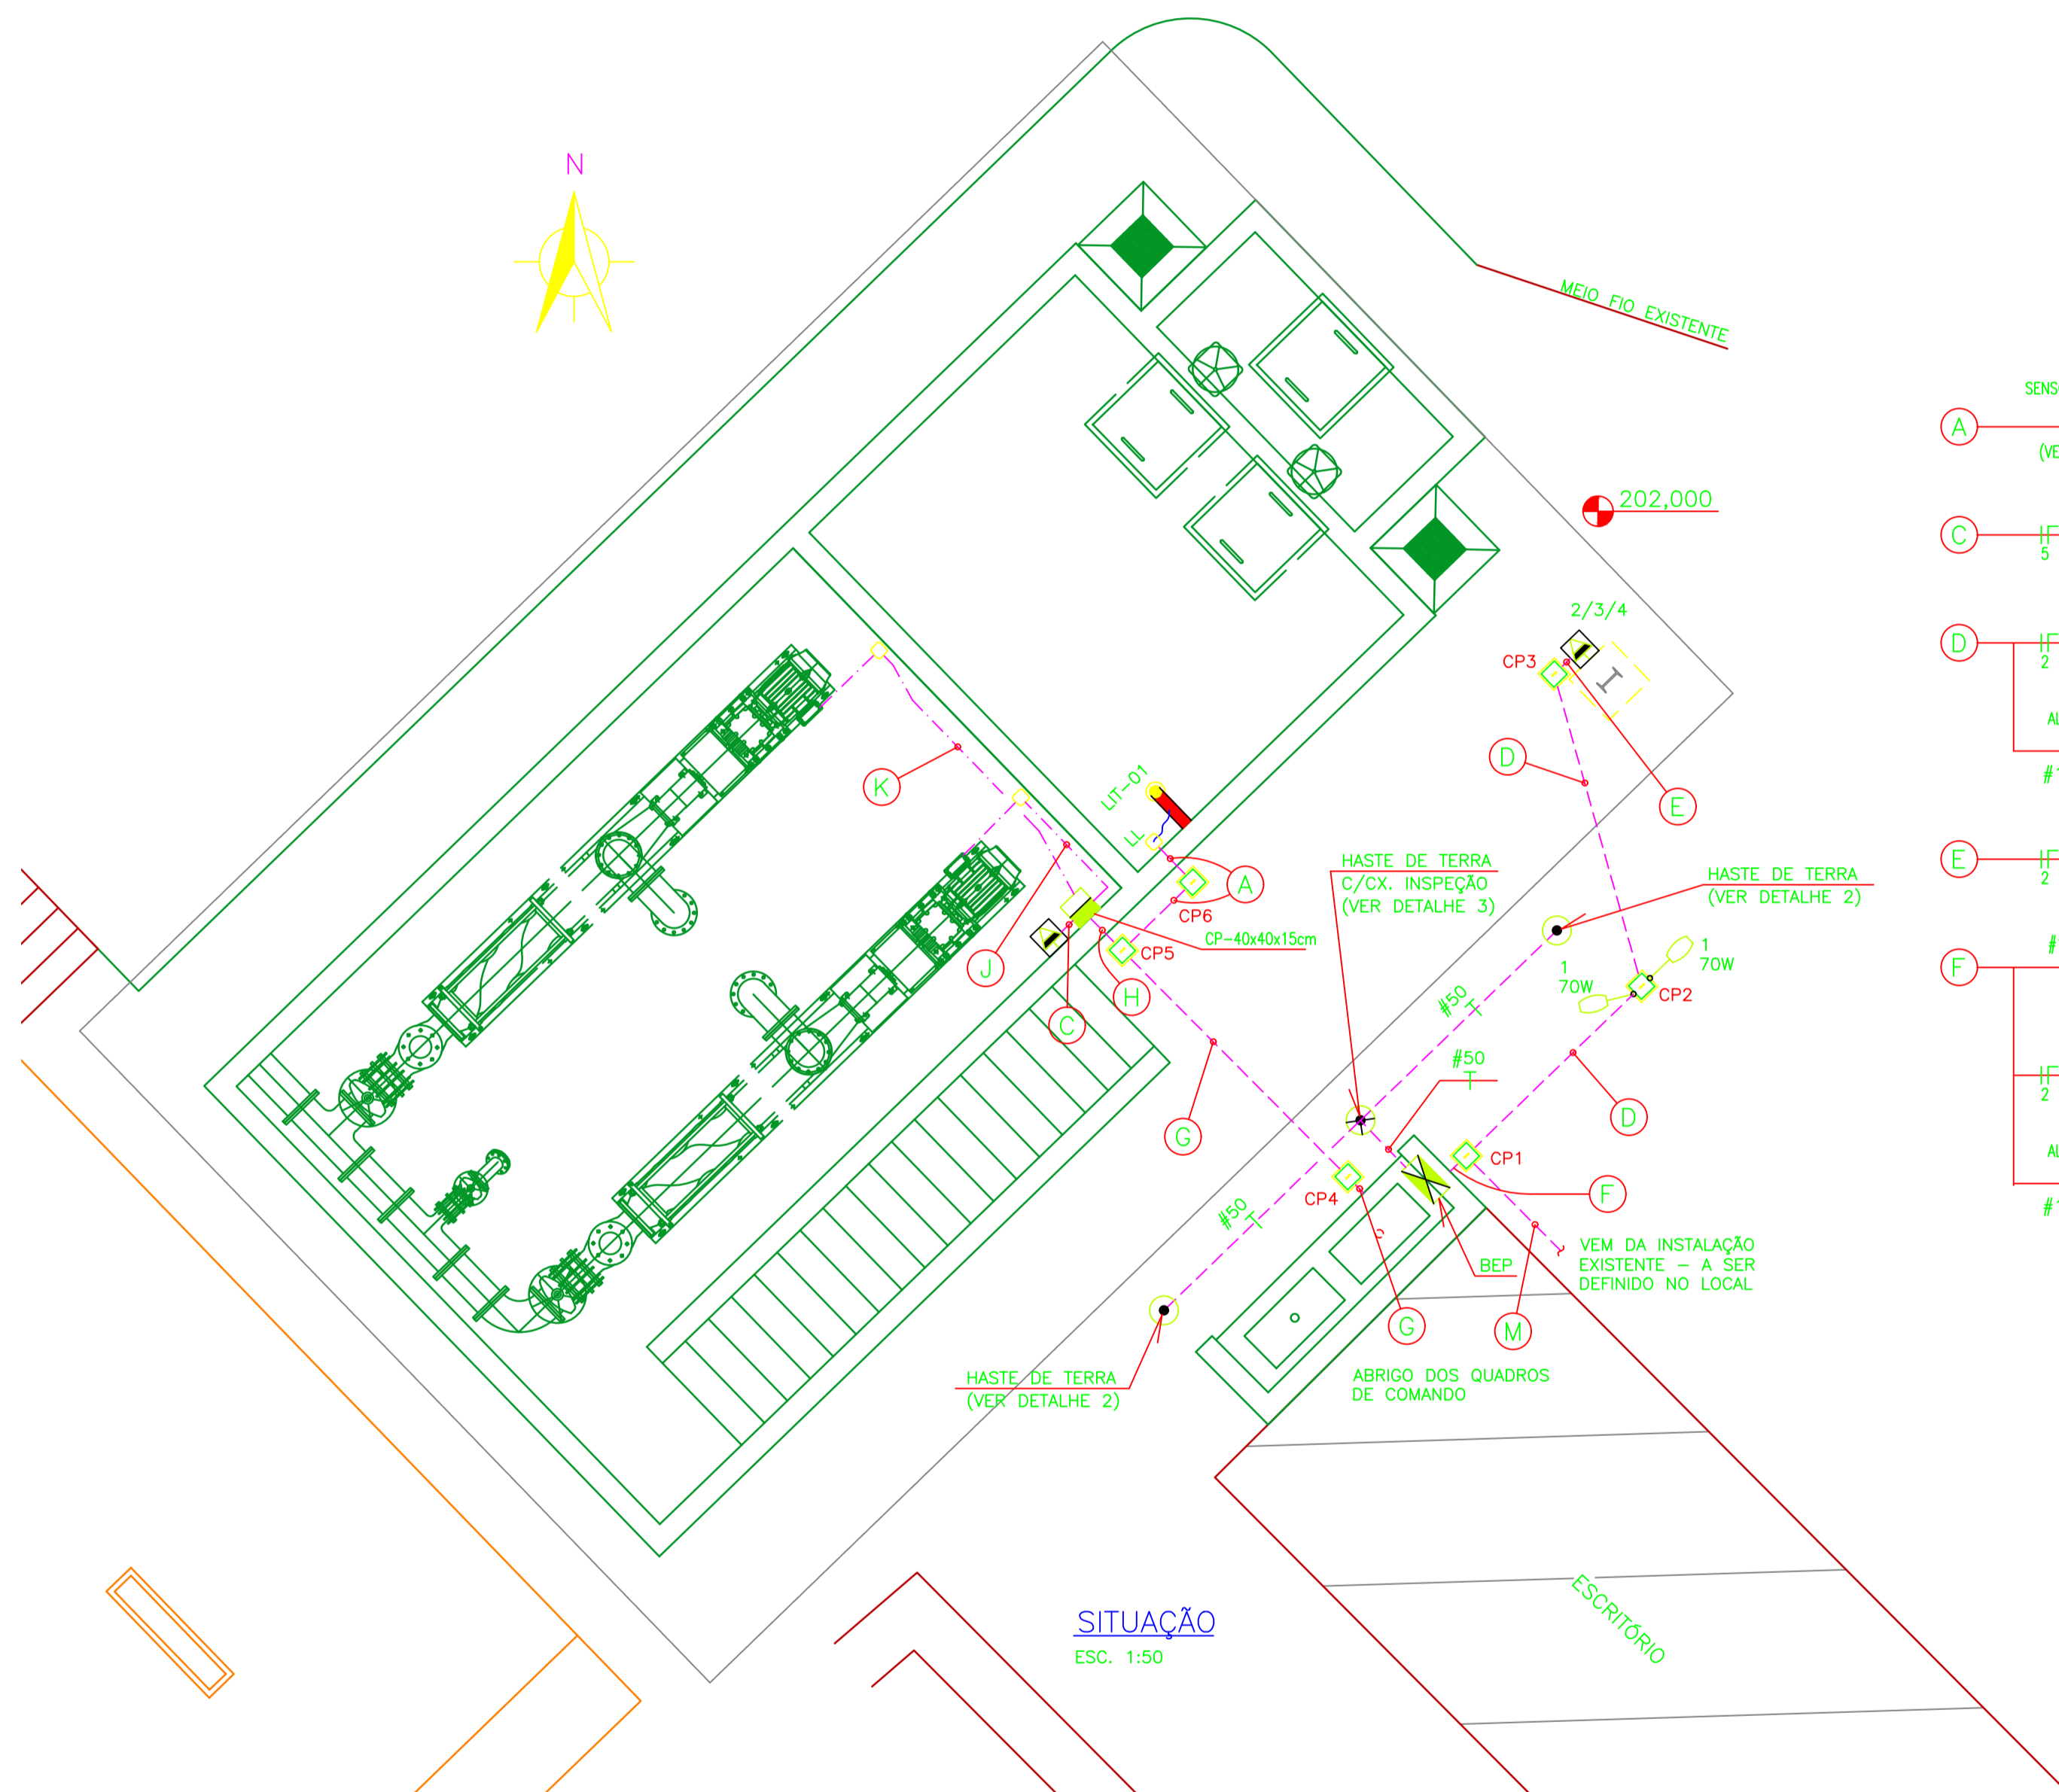 N
MEIO FIO EXISTENTE
A
C
5
D
2
E
2
F
2
202,000
2/3/4
CP3
I
D
E
K
LIT-01
LL
A
CP6
CP-40x40x15cm
CP5
J
H
C
HASTE DE TERRA
C/CX. INSPEÇÃO
(VER DETALHE 3)
HASTE DE TERRA
(VER DETALHE 2)
1
70W
1
70W
CP2
#50
T
#50
T
D
G
CP1
F
CP4
#50
T
BEP
VEM DA INSTALAÇÃO
EXISTENTE – A SER
DEFINIDO NO LOCAL
G
M
HASTE DE TERRA
(VER DETALHE 2)
ABRIGO DOS QUADROS
DE COMANDO
SITUAÇÃO
ESC. 1:50
ESCRITÓRIO